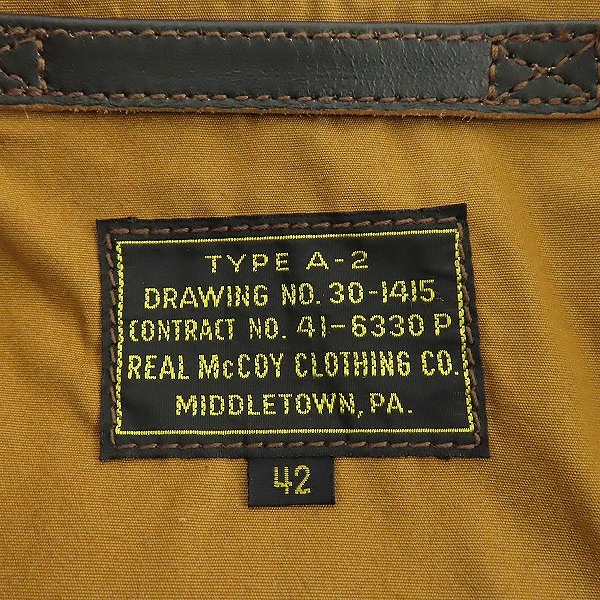 TYPE A-2
DRAWING NO. 30-1415
CONTRACT NO. 41-6330 P
REAL McCOY CLOTHING CO.
MIDDLETOWN, PA.
42